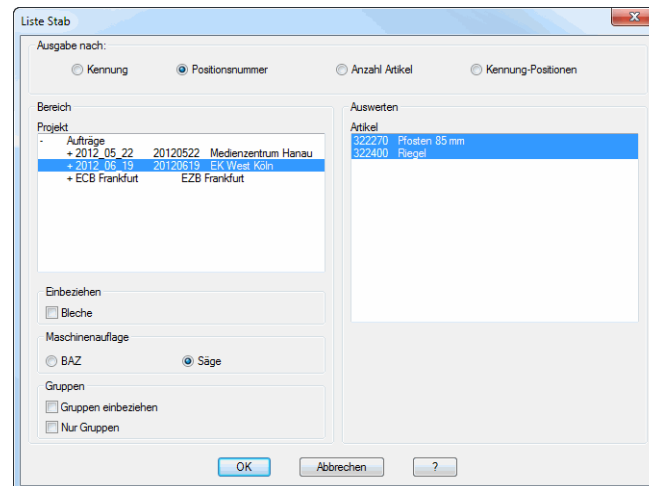 Liste Stab
Ausgabe nach:
Kennung
Positionsnummer
Anzahl Artikel
Kennung-Positionen
Bereich
Projekt
- Aufträge
+ 2012_05_22 20120522 Medienzentrum Hanau
+ 2012_06_19 20120619 EK West Köln
+ ECB Frankfurt EZB Frankfurt
Auswerten
Artikel
322270 Pfosten 85 mm
322400 Riegel
Einbeziehen
Bleche
Maschinenauflage
BAZ
Säge
Gruppen
Gruppen einbeziehen
Nur Gruppen
OK
Abbrechen
?